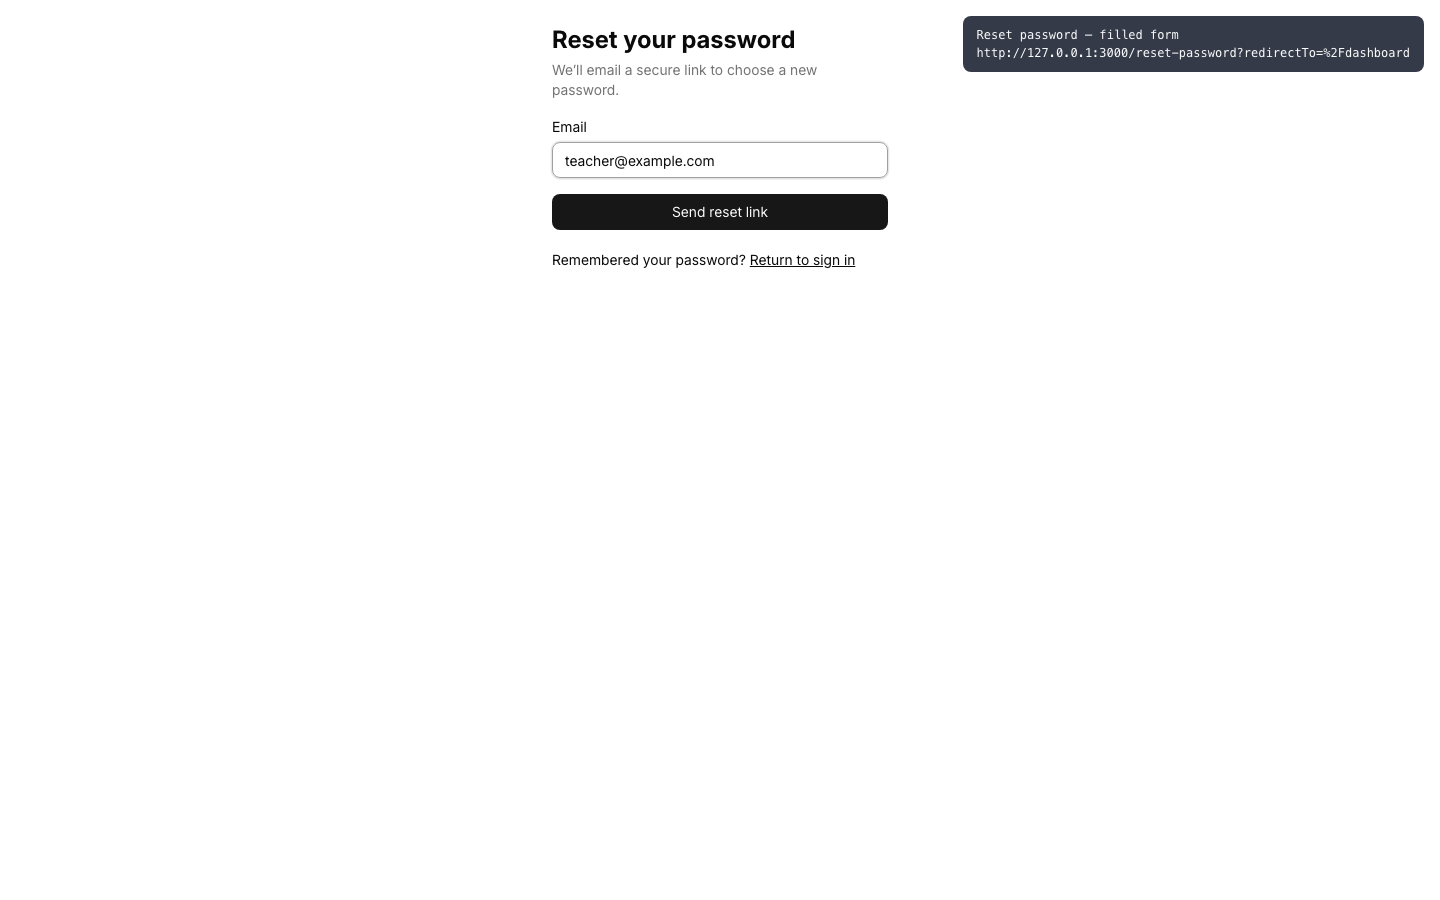 Reset your password
We’ll email a secure link to choose a new
password.
Email
teacher@example.com
Send reset link
Remembered your password? Return to sign in
Reset password — filled form
http://127.0.0.1:3000/reset-password?redirectTo=%2Fdashboard